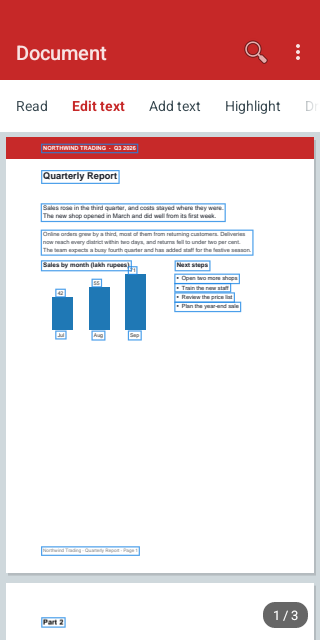 Document
Read Edit text Add text Highlight
NORTHWIND TRADING - Q3 2026
Quarterly Report
Sales rose in the third quarter, and costs stayed where they were.
The new shop opened in March and did well from its first week.
Online orders grew by a third, most of them from returning customers. Deliveries
now reach every district within two days, and returns fell to under two per cent.
The team expects a busy fourth quarter and has added staff for the festive season.
Sales by month (lakh rupees)
42
55
71
Jul Aug Sep
Next steps
• Open two more shops
• Train the new staff
• Review the price list
• Plan the year-end sale
Northwind Trading - Quarterly Report - Page 1
1 / 3
Part 2